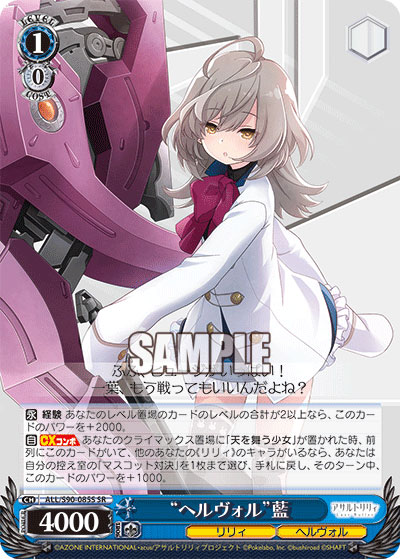 LEVEL
1
0
COST
SAMPLE
一葉、もう戦ってもいいんだよね？
永 経験 あなたのレベル置場のカードのレベルの合計が2以上なら、このカー
ドのパワーを+2000。
自 CXコンボ あなたのクライマックス置場に「天を舞う少女」が置かれた時、前
列にこのカードがいて、他のあなたの《リリィ》のキャラがいるなら、あなた
は自分の控え室の「マスコット対決」を1枚まで選び、手札に戻し、そのターン中、
このカードのパワーを+1000。
CH ALL/S90-085S SR
4000
“ヘルヴォル”藍
アサルトリリィ
リリィ
ヘルヴォル
©AZONE INTERNATIONAL・acus/アサルトリリィプロジェクト ©Pokelabo, Inc. ©bushiroad ©SHAFT